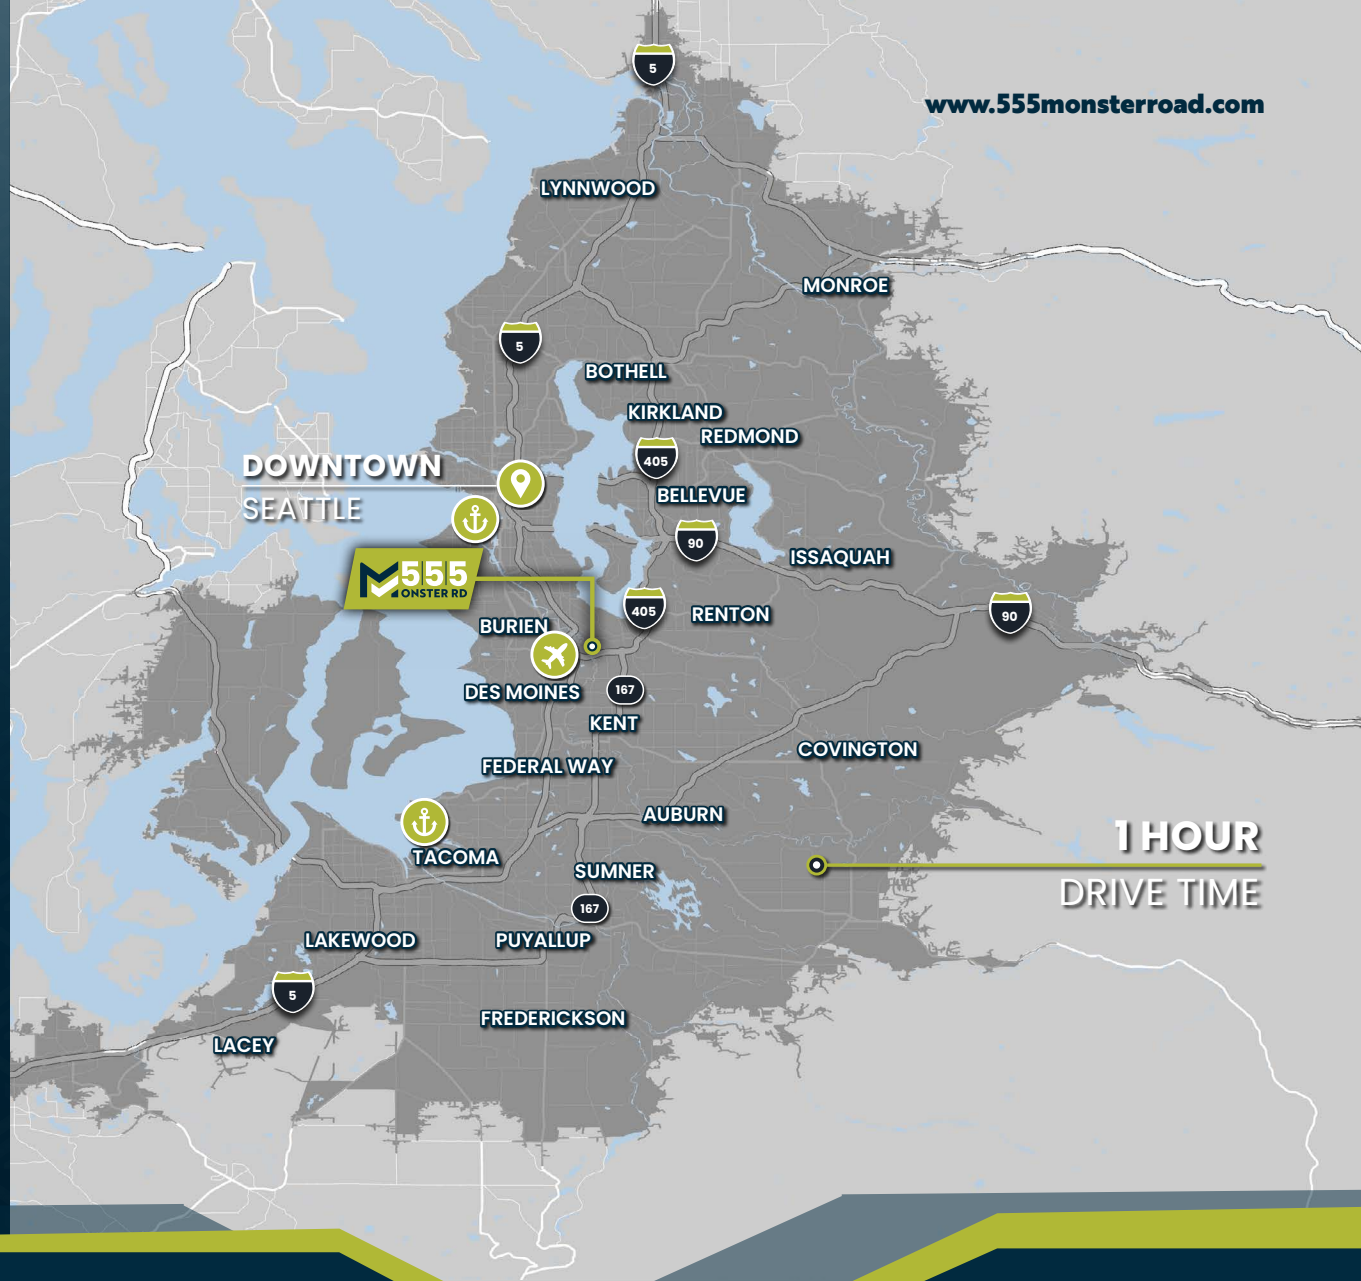 5
www.555monsterroad.com
LYNNWOOD
MONROE
5
BOTHELL
KIRKLAND
REDMOND
405
DOWNTOWN
SEATTLE
BELLEVUE
90
ISSAQUAH
M555
ONSTER RD
405
RENTON
90
BURIEN
DES MOINES
167
KENT
COVINGTON
FEDERAL WAY
AUBURN
1 HOUR
DRIVE TIME
TACOMA
SUMNER
167
LAKEWOOD
PUYALLUP
5
FREDERICKSON
LACEY